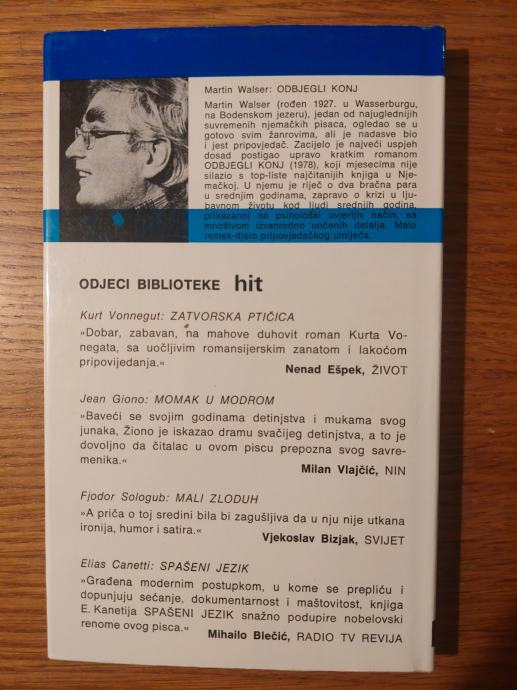 Martin Walser: ODBJEGLI KONJ
Martin Walser (rođen 1927. u Wasserburgu,
na Bodenskom jezeru), jedan od najuglednijih
suvremenih njemačkih pisaca, ogledao se u
gotovo svim žanrovima, ali je nadasve bio
i jest pripovjedač. Zacijelo je najveći uspjeh
dosad postigao upravo kratkim romanom
ODBJEGLI KONJ (1978), koji mjesecima nije
silazio s top-liste najčitanijih knjiga u Nje-
mačkoj. U njemu je riječ o dva bračna para
u srednjim godinama, zapravo o krizi u lju-
bavnom životu kod ljudi srednjih godina,
prikazanoj na psihološki uvjerljiv način, sa
mnoštvom izvanredno uočenih detalja. Malo
remek-djelo pripovjedačkog umijeća.
ODJECI BIBLIOTEKE hit
Kurt Vonnegut: ZATVORSKA PTIČICA
»Dobar, zabavan, na mahove duhovit roman Kurta Vo-
negata, sa uočljivim romansijerskim zanatom i lakoćom
pripovijedanja.«
Nenad Ešpek, ŽIVOT
Jean Giono: MOMAK U MODROM
»Baveći se svojim godinama detinjstva i mukama svog
junaka, Žiono je iskazao dramu svačijeg detinjstva, a to je
dovoljno da čitalac u ovom piscu prepozna svog savre-
menika.«
Milan Vlajčić, NIN
Fjodor Sologub: MALI ZLODUH
»A priča o toj sredini bila bi zagušljiva da u nju nije utkana
ironija, humor i satira.«
Vjekoslav Bizjak, SVIJET
Elias Canetti: SPAŠENI JEZIK
»Građena modernim postupkom, u kome se prepliću i
dopunjuju sećanje, dokumentarnost i maštovitost, knjiga
E. Kanetija SPAŠENI JEZIK snažno podupire nobelovski
renome ovog pisca.«
Mihailo Blečić, RADIO TV REVIJA